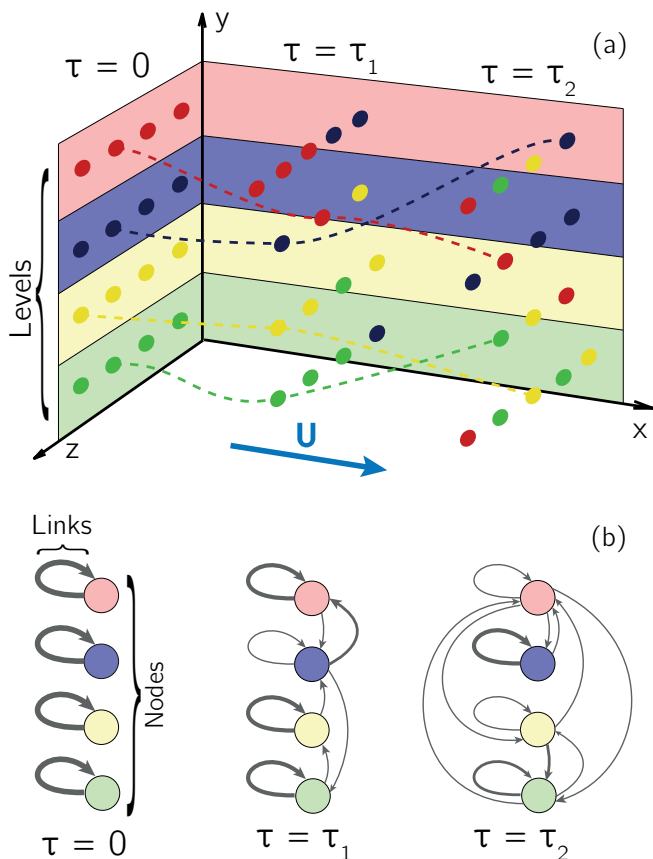 y
(a)
τ = 0
τ = τ₁
τ = τ₂
Levels
z
U
x
(b)
Links
Nodes
τ = 0
τ = τ₁
τ = τ₂